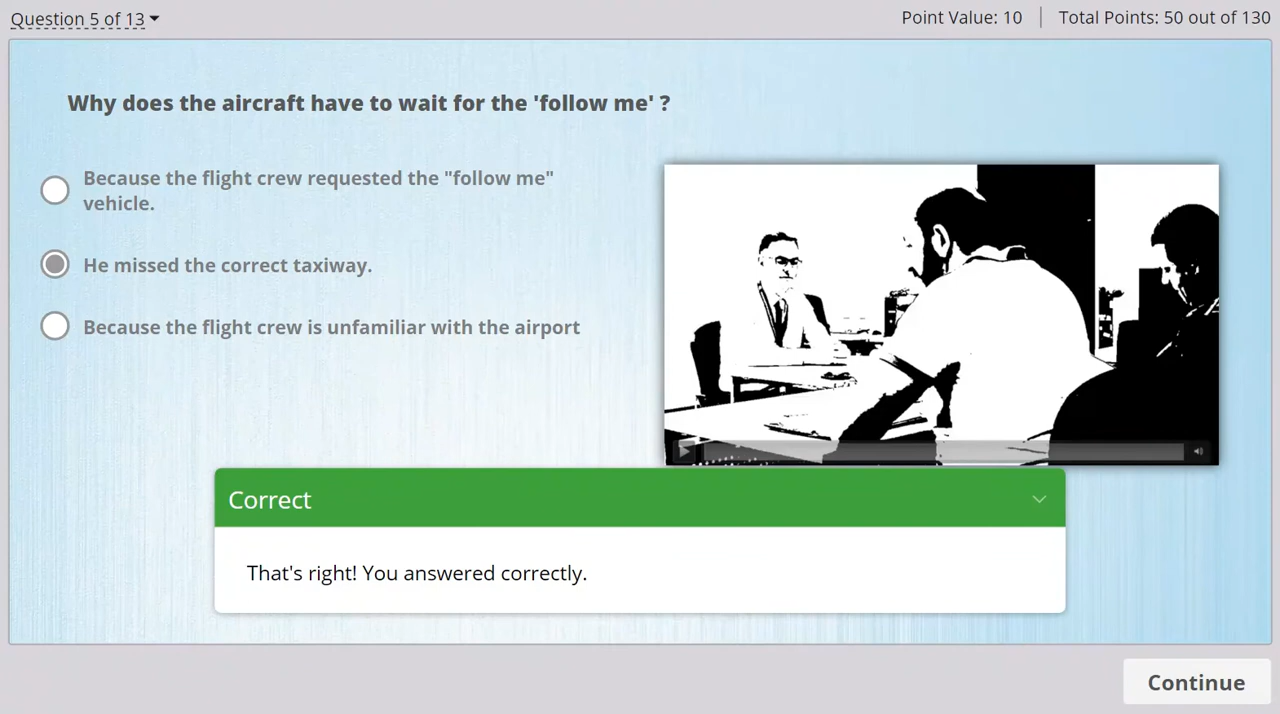 Question 5 of 13
Point Value: 10
Total Points: 50 out of 130
Why does the aircraft have to wait for the 'follow me' ?
Because the flight crew requested the "follow me"
vehicle.
He missed the correct taxiway.
Because the flight crew is unfamiliar with the airport
Correct
That's right! You answered correctly.
Continue